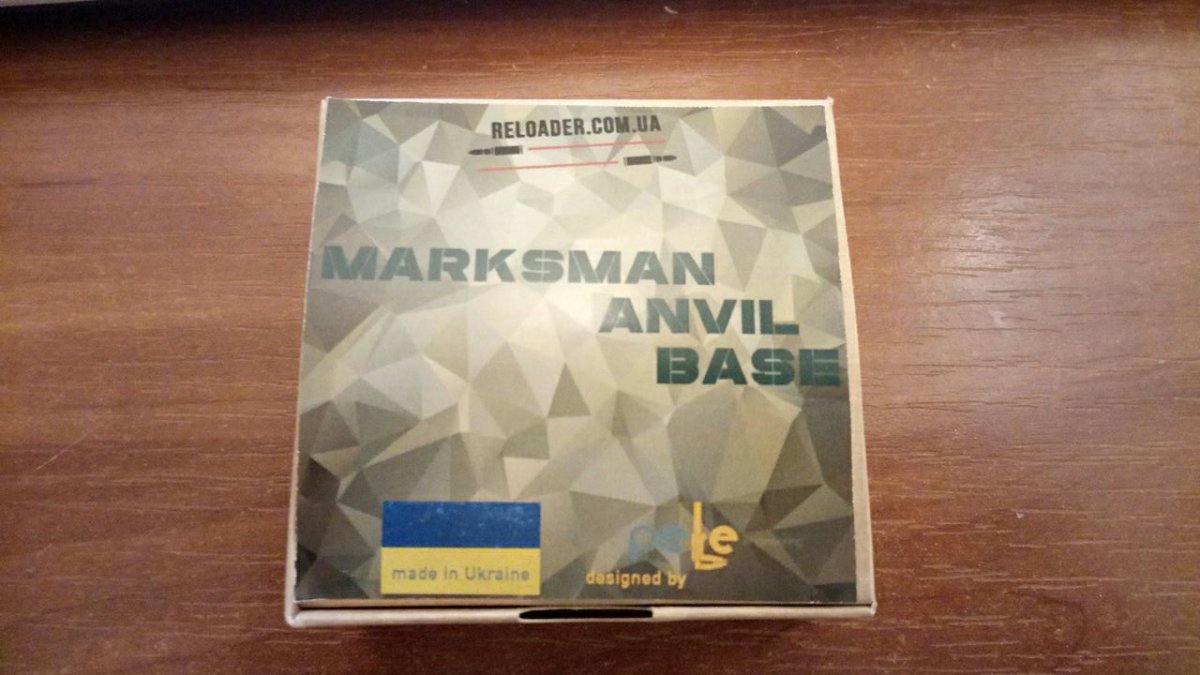 RELOADER.COM.UA
MARKSMAN
ANVIL
BASE
made in Ukraine
designed by